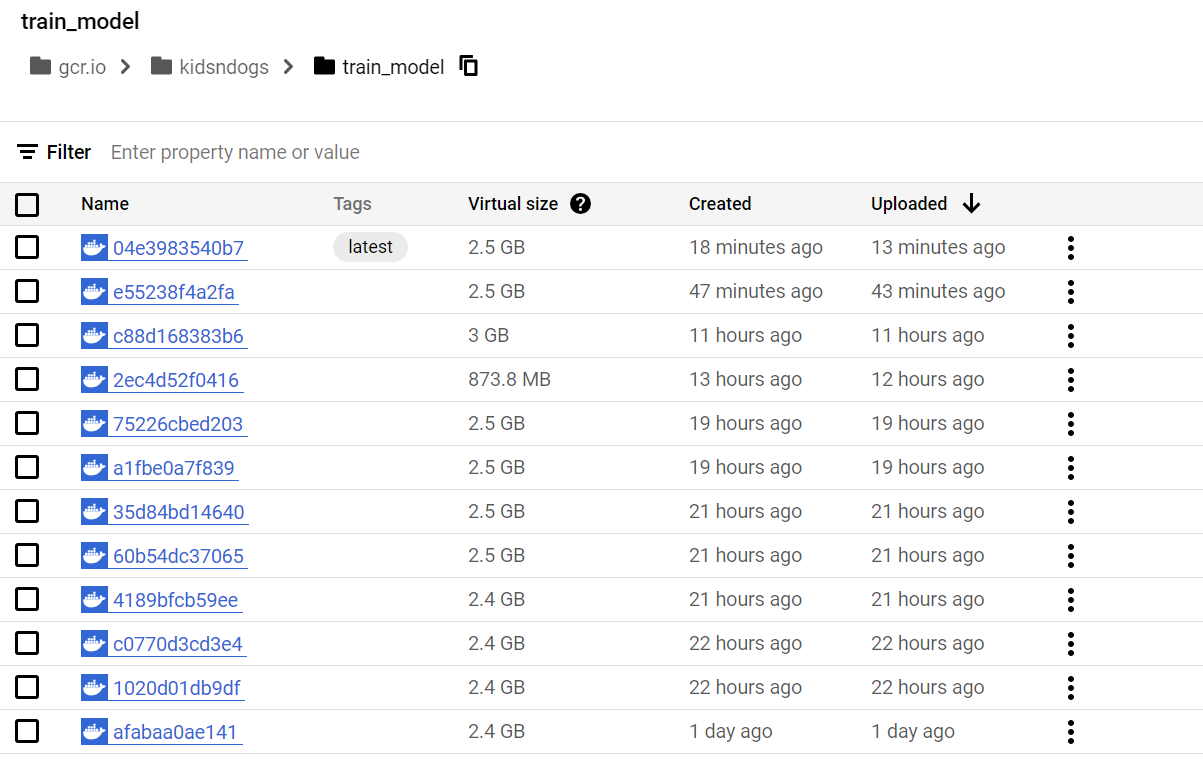 train_model
gcr.io kidsndogs train_model
Filter Enter property name or value
Name Tags Virtual size ? Created Uploaded
04e3983540b7 latest 2.5 GB 18 minutes ago 13 minutes ago
e55238f4a2fa 2.5 GB 47 minutes ago 43 minutes ago
c88d168383b6 3 GB 11 hours ago 11 hours ago
2ec4d52f0416 873.8 MB 13 hours ago 12 hours ago
75226cbed203 2.5 GB 19 hours ago 19 hours ago
a1fbe0a7f839 2.5 GB 19 hours ago 19 hours ago
35d84bd14640 2.5 GB 21 hours ago 21 hours ago
60b54dc37065 2.5 GB 21 hours ago 21 hours ago
4189bfcb59ee 2.4 GB 21 hours ago 21 hours ago
c0770d3cd3e4 2.4 GB 22 hours ago 22 hours ago
1020d01db9df 2.4 GB 22 hours ago 22 hours ago
afabaa0ae141 2.4 GB 1 day ago 1 day ago